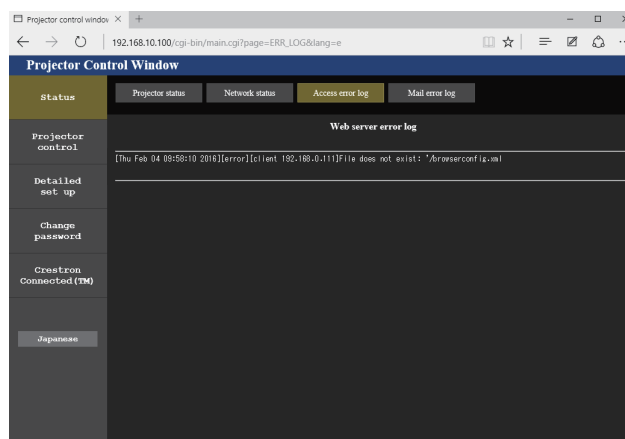 Projector control window
192.168.10.100/cgi-bin/main.cgi?page=ERR_LOG&lang=e
Projector Control Window
Status
Projector status
Network status
Access error log
Mail error log
Web server error log
[Thu Feb 04 09:58:10 2016][error][client 192.168.0.111]File does not exist: '/browserconfig.xml
Projector
control
Detailed
set up
Change
password
Crestron
Connected(TM)
Japanese